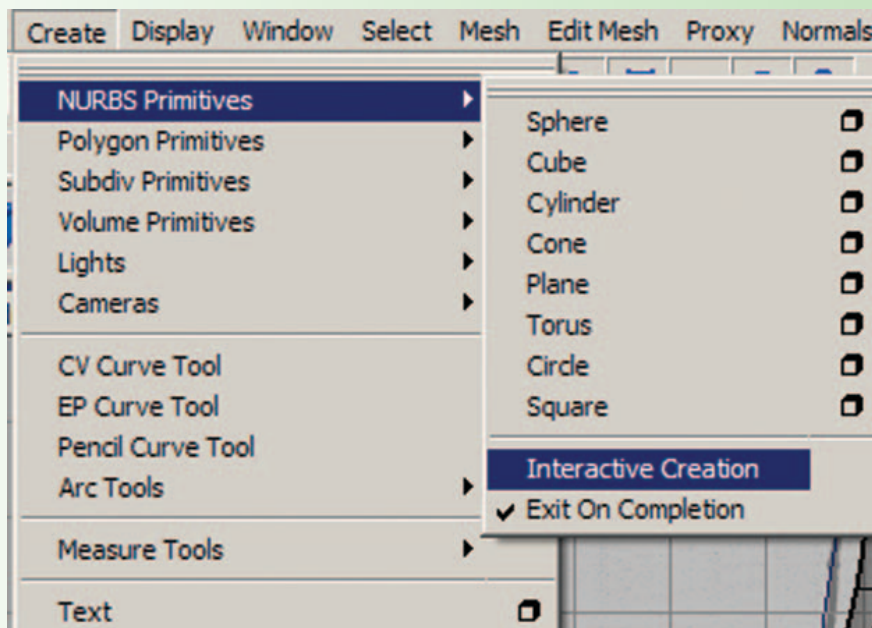 Create Display Window Select Mesh Edit Mesh Proxy Normals
NURBS Primitives
Polygon Primitives
Subdiv Primitives
Volume Primitives
Lights
Cameras
CV Curve Tool
EP Curve Tool
Pencil Curve Tool
Arc Tools
Measure Tools
Text
Sphere
Cube
Cylinder
Cone
Plane
Torus
Circle
Square
Interactive Creation
Exit On Completion